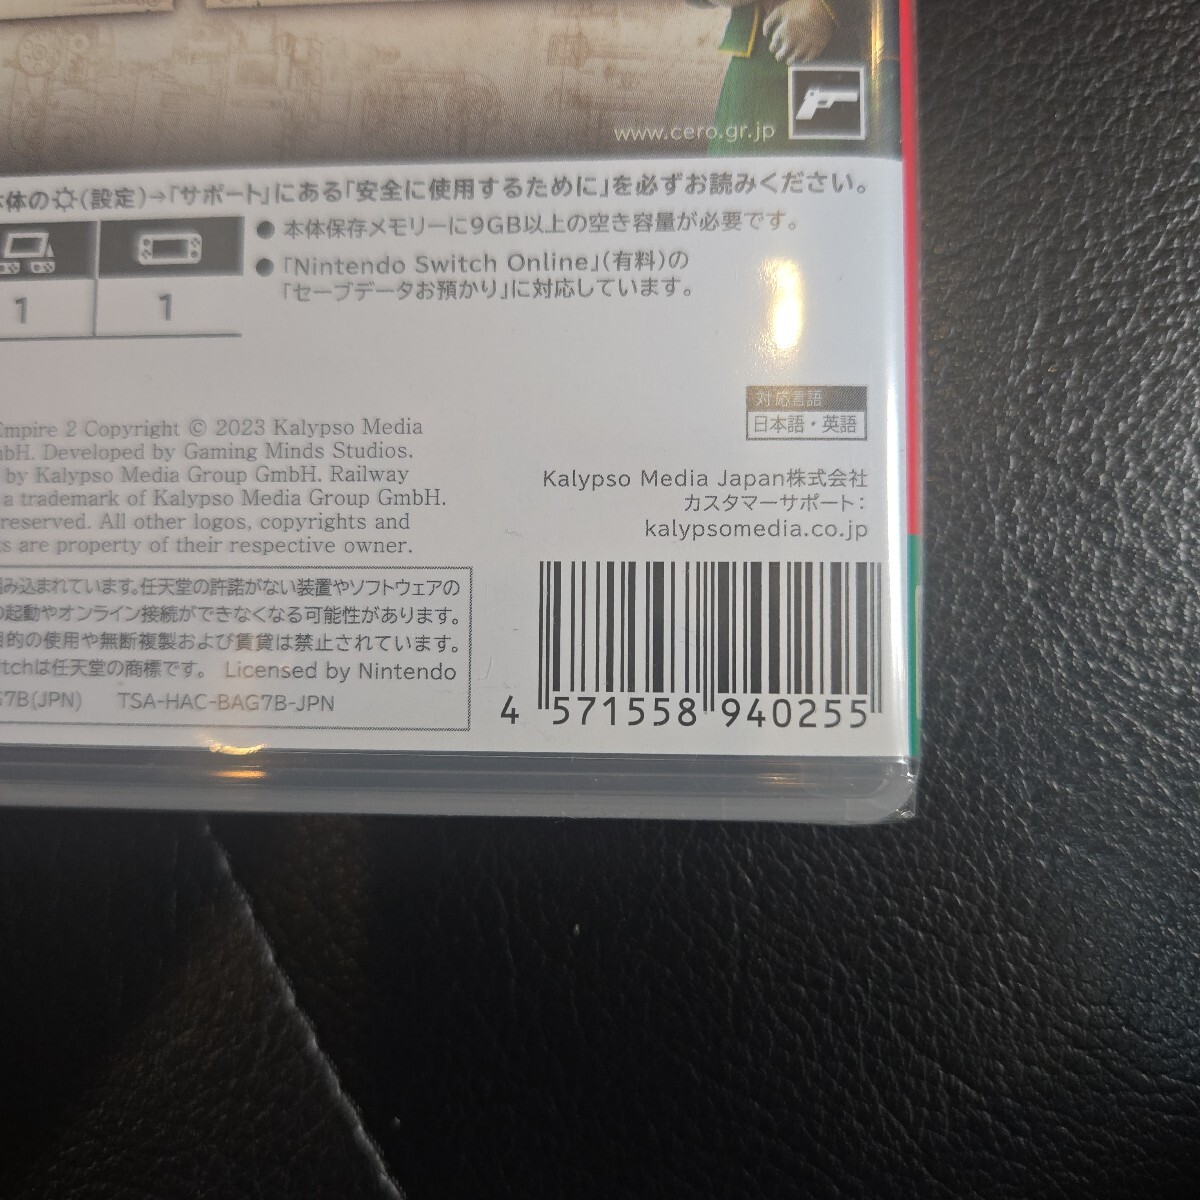 www.cero.gr.jp
本体の(設定)→「サポート」にある「安全に使用するために」を必ずお読みください。
● 本体保存メモリーに9GB以上の空き容量が必要です。
● 「Nintendo Switch Online」(有料)の
「セーブデータお預かり」に対応しています。
1
1
対応言語
日本語・英語
Empire 2 Copyright © 2023 Kalypso Media
bH. Developed by Gaming Minds Studios.
by Kalypso Media Group GmbH. Railway
a trademark of Kalypso Media Group GmbH.
reserved. All other logos, copyrights and
ts are property of their respective owner.
Kalypso Media Japan株式会社
カスタマーサポート:
kalypsomedia.co.jp
込まれています。任天堂の許諾がない装置やソフトウェアの
起動やオンライン接続ができなくなる可能性があります。
的の使用や無断複製および賃貸は禁止されています。
itchは任天堂の商標です。 Licensed by Nintendo
G7B(JPN) TSA-HAC-BAG7B-JPN
4 571558 940255